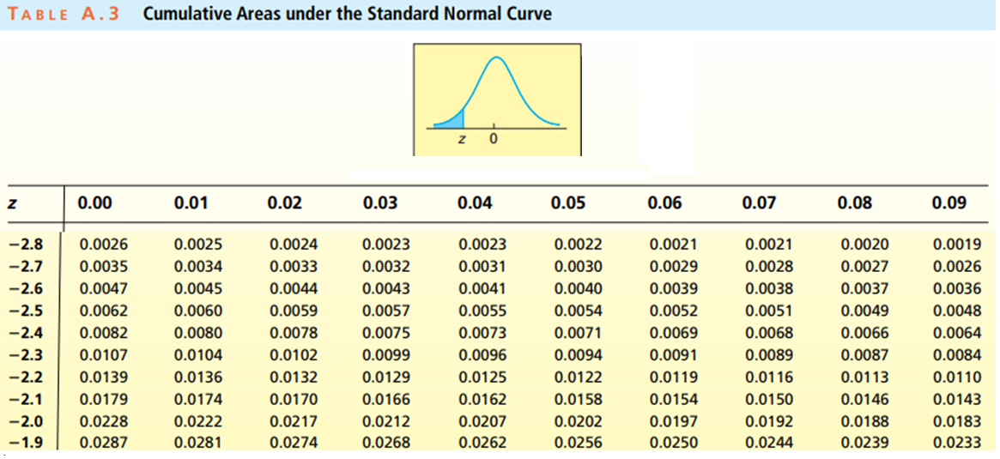 TABLE A.3 Cumulative Areas under the Standard Normal Curve
z 0
z 0.00 0.01 0.02 0.03 0.04 0.05 0.06 0.07 0.08 0.09
−2.8 0.0026 0.0025 0.0024 0.0023 0.0023 0.0022 0.0021 0.0021 0.0020 0.0019
−2.7 0.0035 0.0034 0.0033 0.0032 0.0031 0.0030 0.0029 0.0028 0.0027 0.0026
−2.6 0.0047 0.0045 0.0044 0.0043 0.0041 0.0040 0.0039 0.0038 0.0037 0.0036
−2.5 0.0062 0.0060 0.0059 0.0057 0.0055 0.0054 0.0052 0.0051 0.0049 0.0048
−2.4 0.0082 0.0080 0.0078 0.0075 0.0073 0.0071 0.0069 0.0068 0.0066 0.0064
−2.3 0.0107 0.0104 0.0102 0.0099 0.0096 0.0094 0.0091 0.0089 0.0087 0.0084
−2.2 0.0139 0.0136 0.0132 0.0129 0.0125 0.0122 0.0119 0.0116 0.0113 0.0110
−2.1 0.0179 0.0174 0.0170 0.0166 0.0162 0.0158 0.0154 0.0150 0.0146 0.0143
−2.0 0.0228 0.0222 0.0217 0.0212 0.0207 0.0202 0.0197 0.0192 0.0188 0.0183
−1.9 0.0287 0.0281 0.0274 0.0268 0.0262 0.0256 0.0250 0.0244 0.0239 0.0233